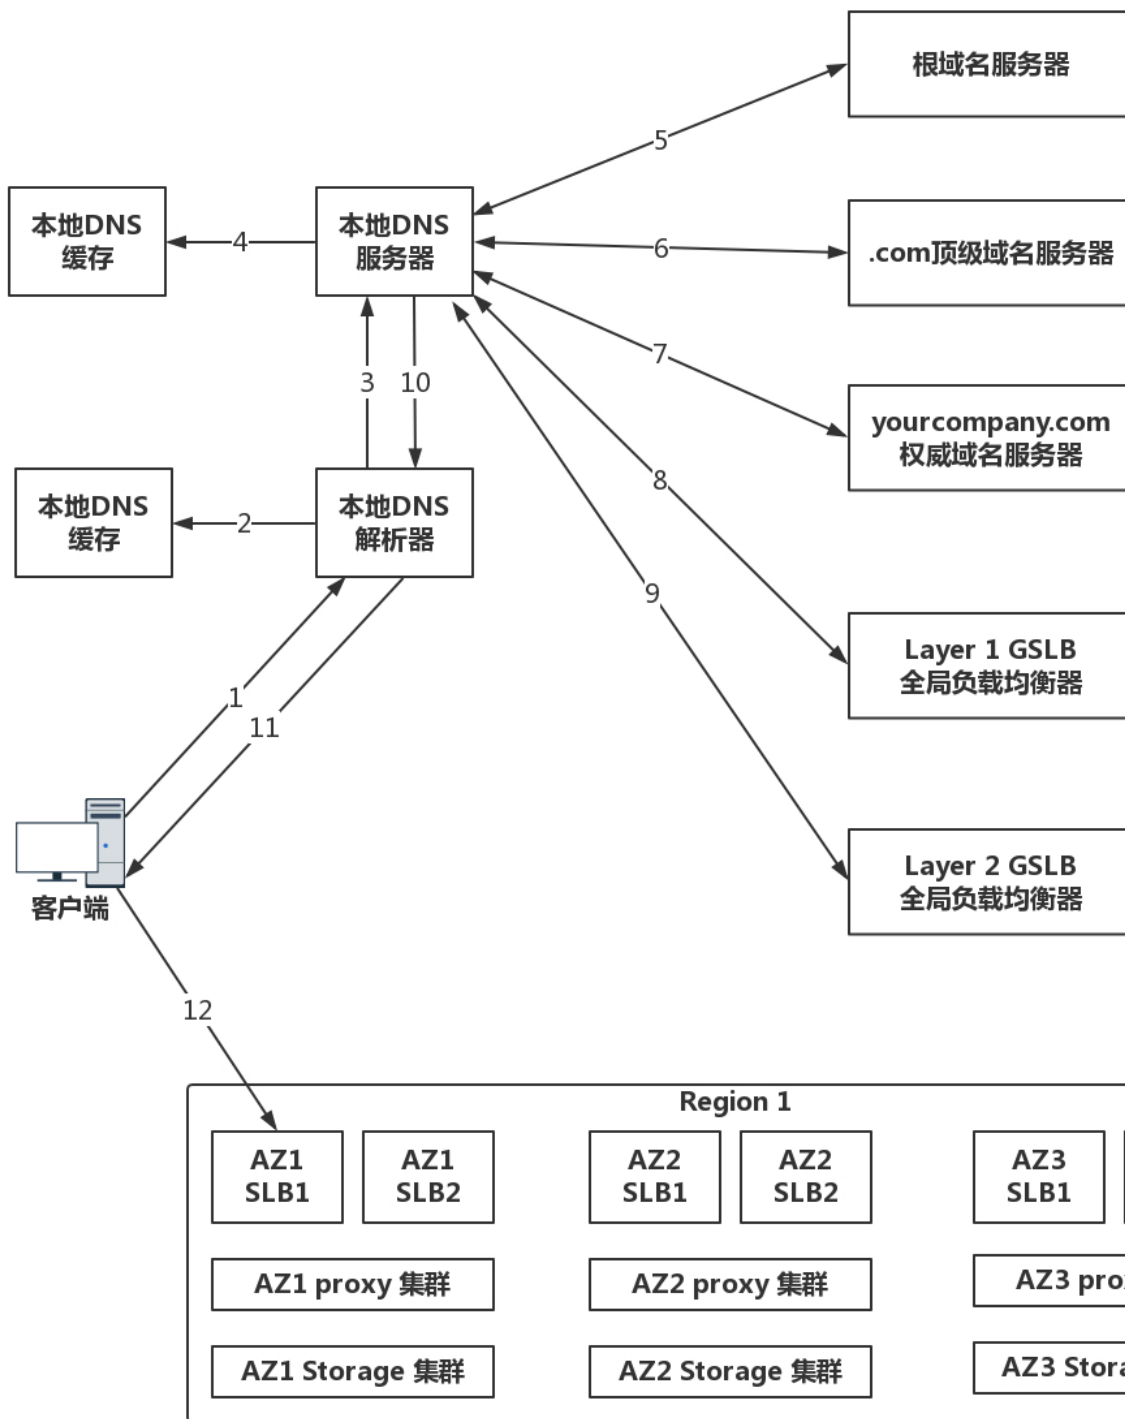 根域名服务器
5
本地DNS
缓存
4
本地DNS
服务器
6
.com顶级域名服务器
7
3
10
yourcompany.com
权威域名服务器
8
本地DNS
缓存
2
本地DNS
解析器
9
Layer 1 GSLB
全局负载均衡器
1
11
Layer 2 GSLB
全局负载均衡器
客户端
12
Region 1
AZ1
SLB1
AZ1
SLB2
AZ2
SLB1
AZ2
SLB2
AZ3
SLB1
AZ1 proxy 集群
AZ2 proxy 集群
AZ3
AZ1 Storage 集群
AZ2 Storage 集群
AZ3